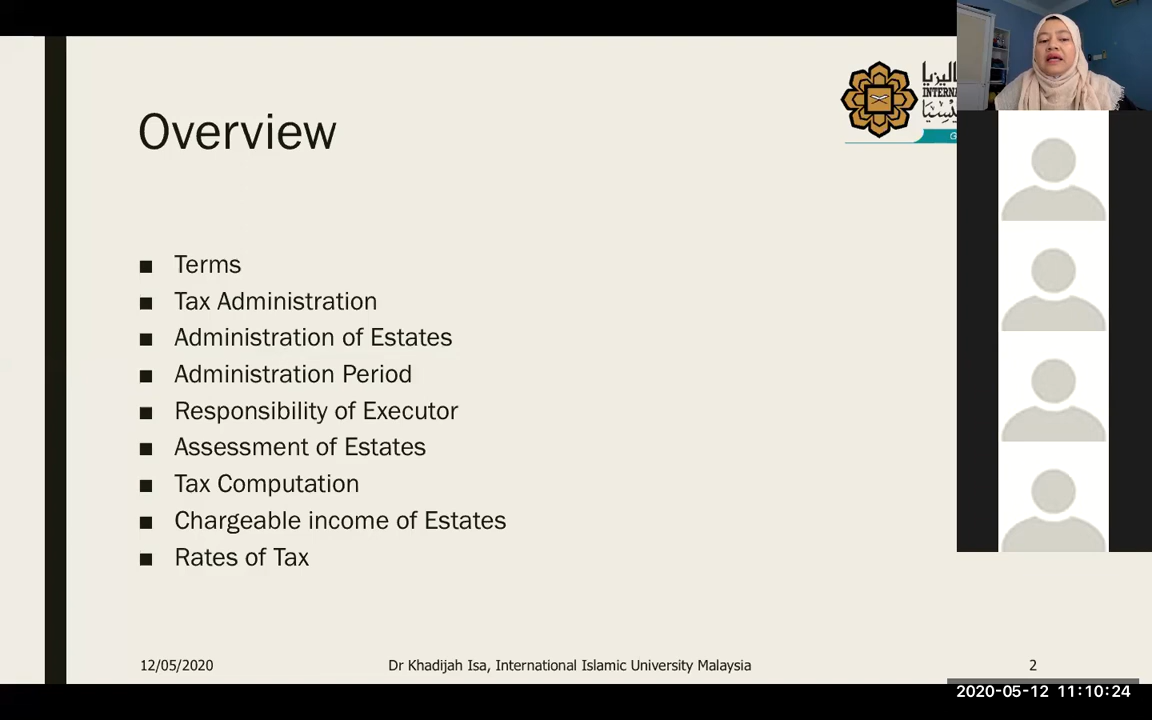 Overview
■ Terms
■ Tax Administration
■ Administration of Estates
■ Administration Period
■ Responsibility of Executor
■ Assessment of Estates
■ Tax Computation
■ Chargeable income of Estates
■ Rates of Tax
12/05/2020
Dr Khadijah Isa, International Islamic University Malaysia
2
2020-05-12 11:10:24